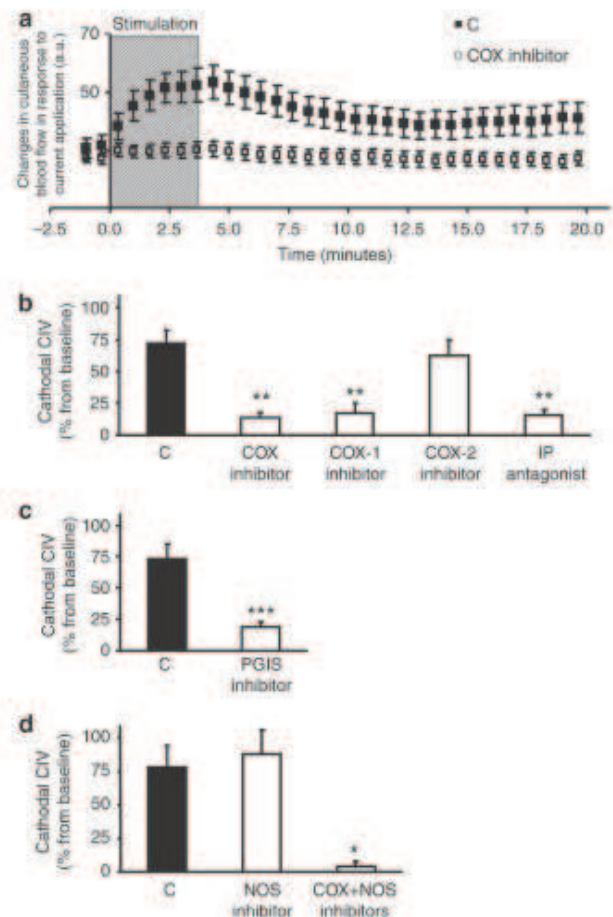 a
Changes in cutaneous
blood flow in response to
current application (a.u.)
70
50
Stimulation
C
COX inhibitor
−2.5 0.0 2.5 5.0 7.5 10.0 12.5 15.0 17.5 20.0
Time (minutes)
b
Cathodal CIV
(% from baseline)
100
75
50
25
0
** ** **
C COX inhibitor COX-1 inhibitor COX-2 inhibitor IP antagonist
c
Cathodal CIV
(% from baseline)
100
75
50
25
0
***
C PGIS inhibitor
d
Cathodal CIV
(% from baseline)
100
75
50
25
0
*
C NOS inhibitor COX+NOS inhibitors